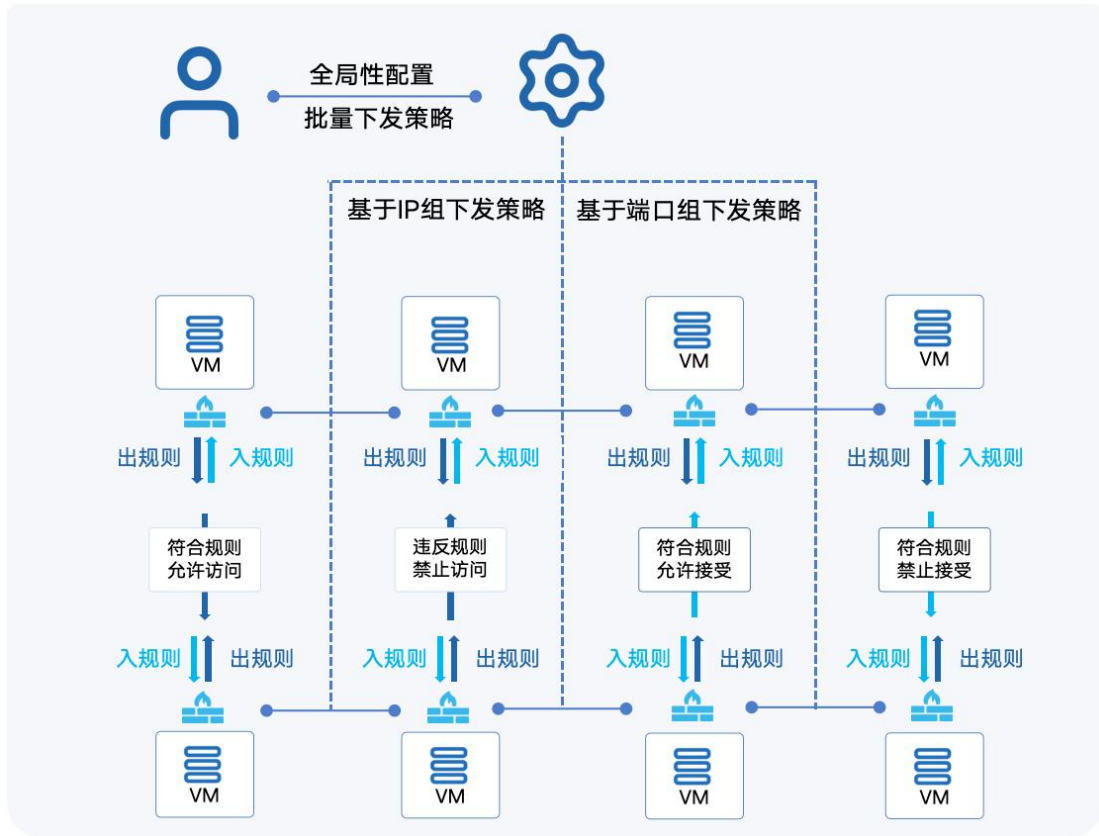 全局性配置
批量下发策略
基于IP组下发策略
基于端口组下发策略
VM
VM
VM
VM
出规则
入规则
出规则
入规则
出规则
入规则
出规则
入规则
符合规则
允许访问
违反规则
禁止访问
符合规则
允许接受
符合规则
禁止接受
入规则
出规则
入规则
出规则
入规则
出规则
入规则
出规则
VM
VM
VM
VM